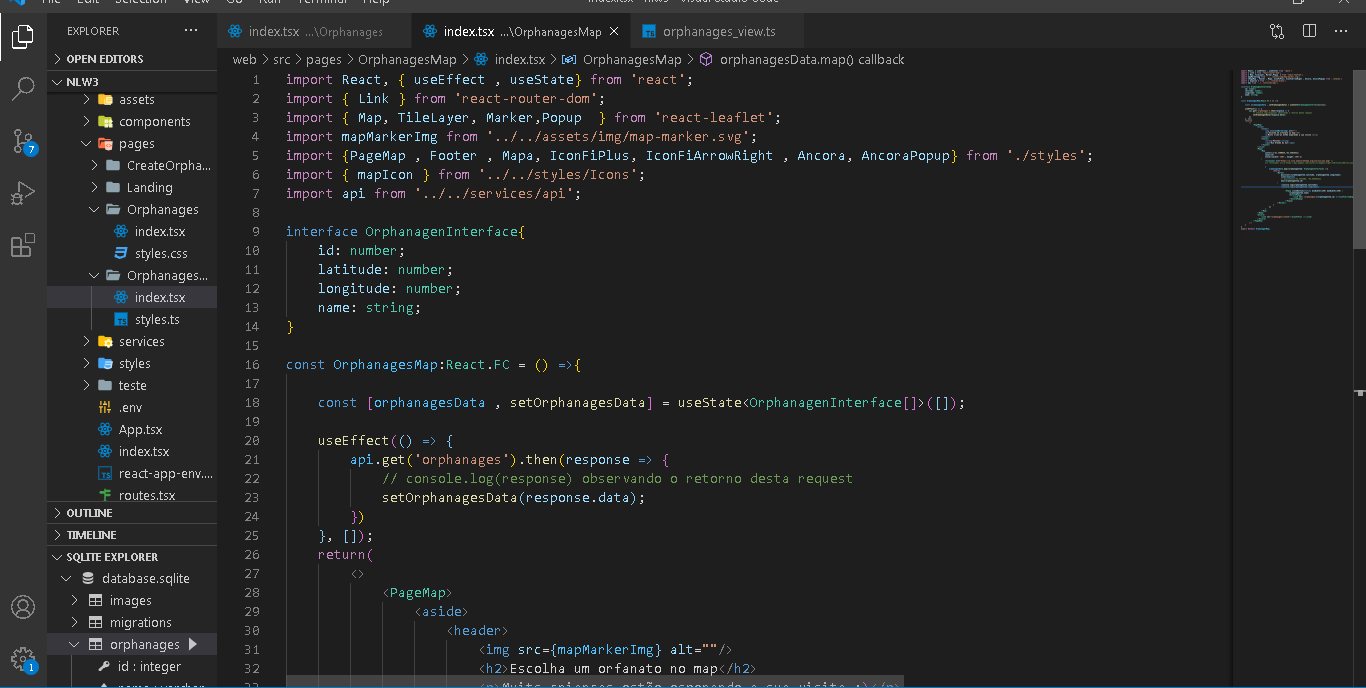 File Edit Selection View Go Run Terminal Help index.tsx - nlw3 - Visual Studio Code
EXPLORER ···
OPEN EDITORS
NLW3
assets
components
pages
CreateOrpha...
Landing
Orphanages
index.tsx
styles.css
Orphanages...
index.tsx
styles.ts
services
styles
teste
.env
App.tsx
index.tsx
react-app-env....
routes.tsx
OUTLINE
TIMELINE
SQLITE EXPLORER
database.sqlite
images
migrations
orphanages
id : integer
7
1
index.tsx ...\Orphanages
index.tsx ...\OrphanagesMap
orphanages_view.ts
web > src > pages > OrphanagesMap > index.tsx > OrphanagesMap > orphanagesData.map() callback
1 import React, { useEffect , useState} from 'react';
2 import { Link } from 'react-router-dom';
3 import { Map, TileLayer, Marker,Popup  } from 'react-leaflet';
4 import mapMarkerImg from '../../assets/img/map-marker.svg';
5 import {PageMap , Footer , Mapa, IconFiPlus, IconFiArrowRight , Ancora, AncoraPopup} from './styles';
6 import { mapIcon } from '../../styles/Icons';
7 import api from '../../services/api';
8
9 interface OrphanagenInterface{
10     id: number;
11     latitude: number;
12     longitude: number;
13     name: string;
14 }
15
16 const OrphanagesMap:React.FC = () =>{
17
18     const [orphanagesData , setOrphanagesData] = useState<OrphanagenInterface[]>([]);
19
20     useEffect(() => {
21         api.get('orphanages').then(response => {
22             // console.log(response) observando o retorno desta request
23             setOrphanagesData(response.data);
24         })
25     }, []);
26     return(
27         <>
28             <PageMap>
29                 <aside>
30                     <header>
31                         <img src={mapMarkerImg} alt=""/>
32                         <h2>Escolha um orfanato no map</h2>